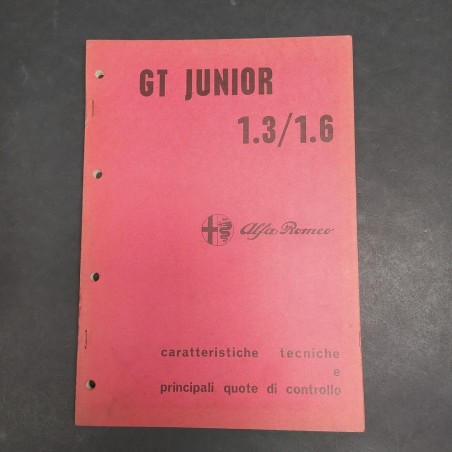 GT JUNIOR
1.3/1.6
Alfa Romeo
caratteristiche tecniche
e
principali quote di controllo